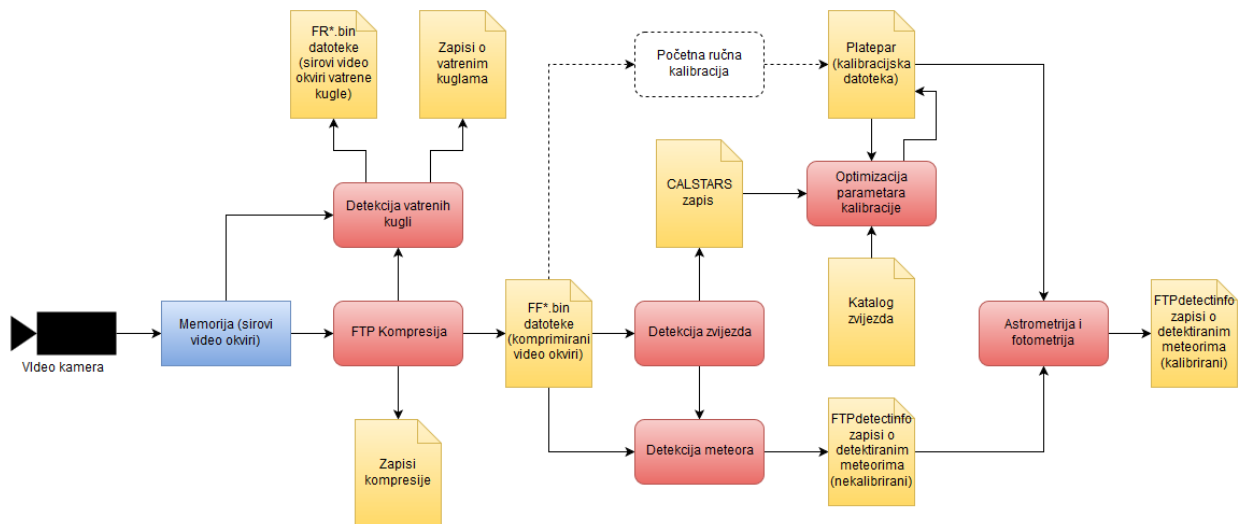 FR*.bin
datoteke
(sirovi video
okviri vatrene
kugle)
Zapisi o
vatrenim
kuglama
Početna ručna
kalibracija
Platepar
(kalibracijska
datoteka)
Detekcija vatrenih
kugli
CALSTARS
zapis
Optimizacija
parametara
kalibracije
VIdeo kamera
Memorija (sirovi
video okviri)
FTP Kompresija
FF*.bin
datoteke
(komprimirani
video okviri)
Detekcija zvijezda
Katalog
zvijezda
Astrometrija i
fotometrija
FTPdetectinfo
zapisi o
detektiranim
meteorima
(kalibrirani)
Zapisi
kompresije
Detekcija meteora
FTPdetectinfo
zapisi o
detektiranim
meteorima
(nekalibrirani)